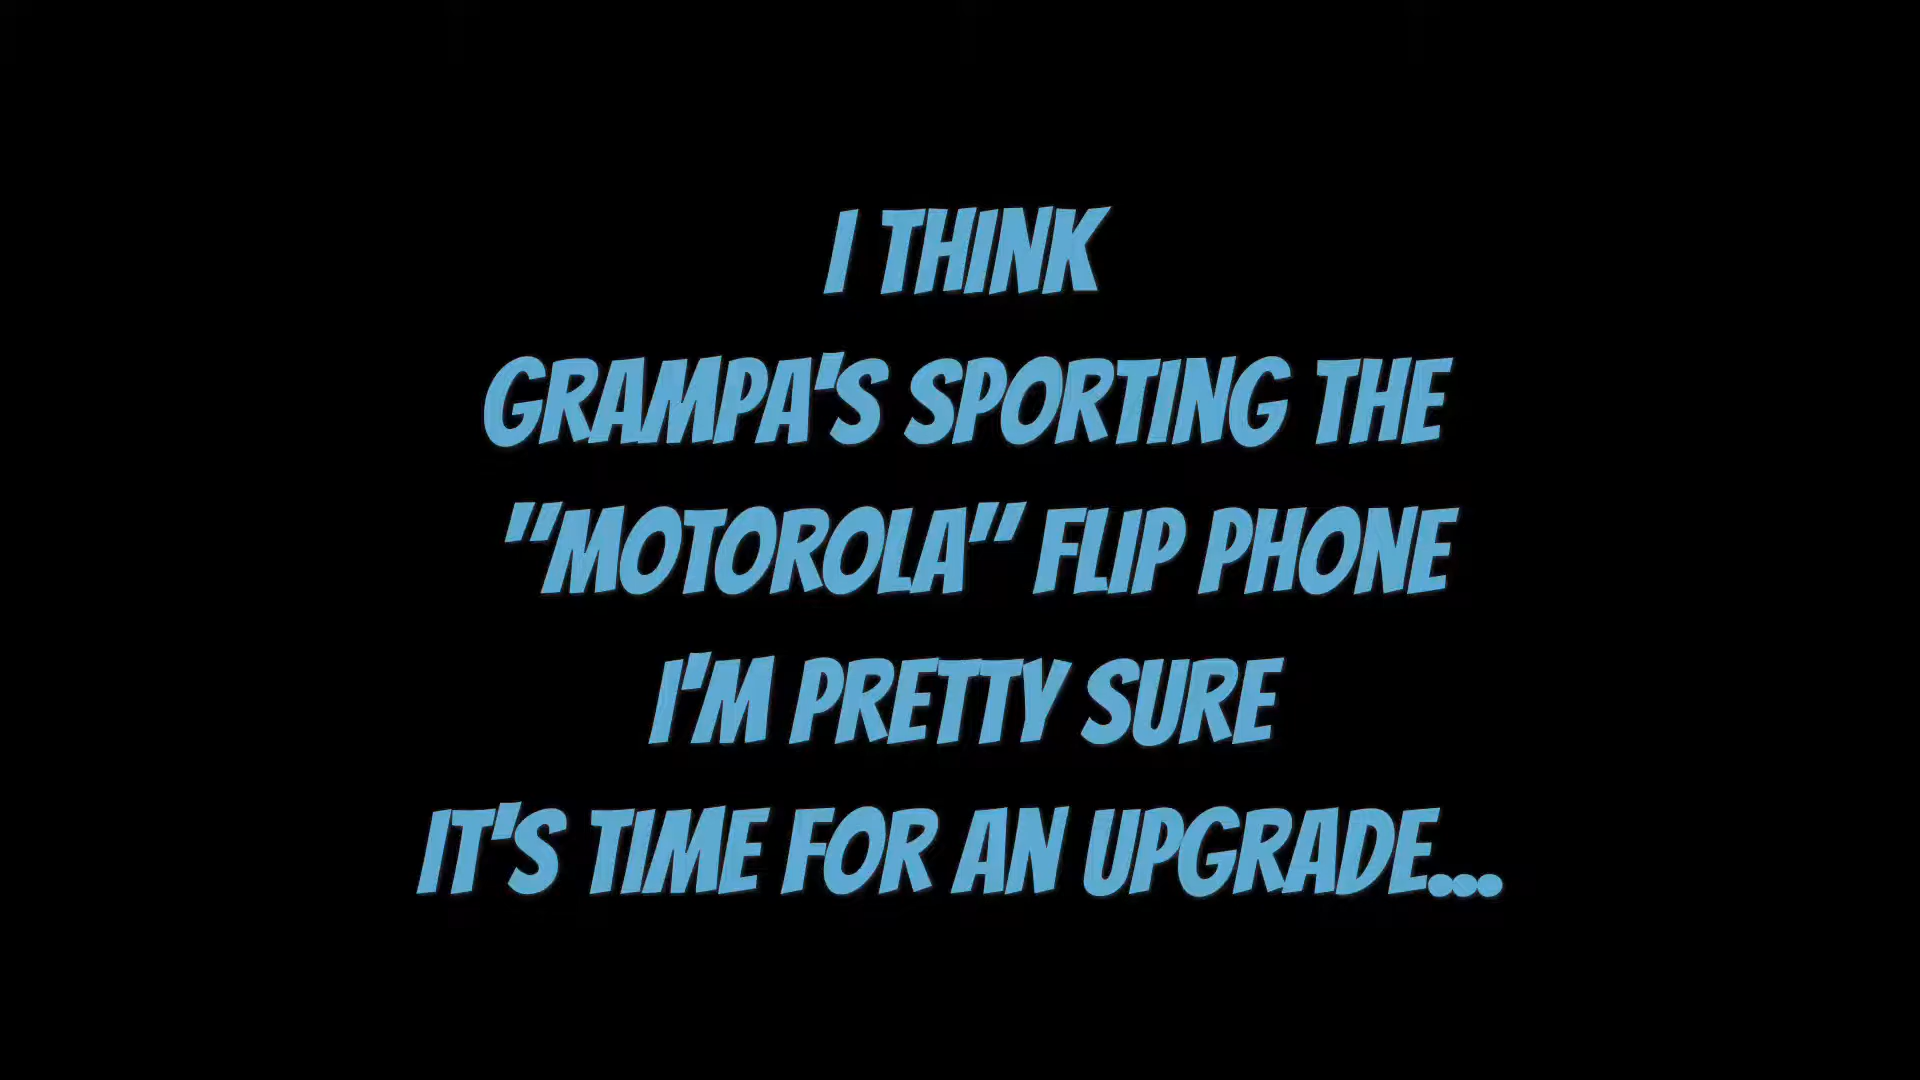 I THINK
GRAMPA'S SPORTING THE
"MOTOROLA" FLIP PHONE
I'M PRETTY SURE
IT'S TIME FOR AN UPGRADE...